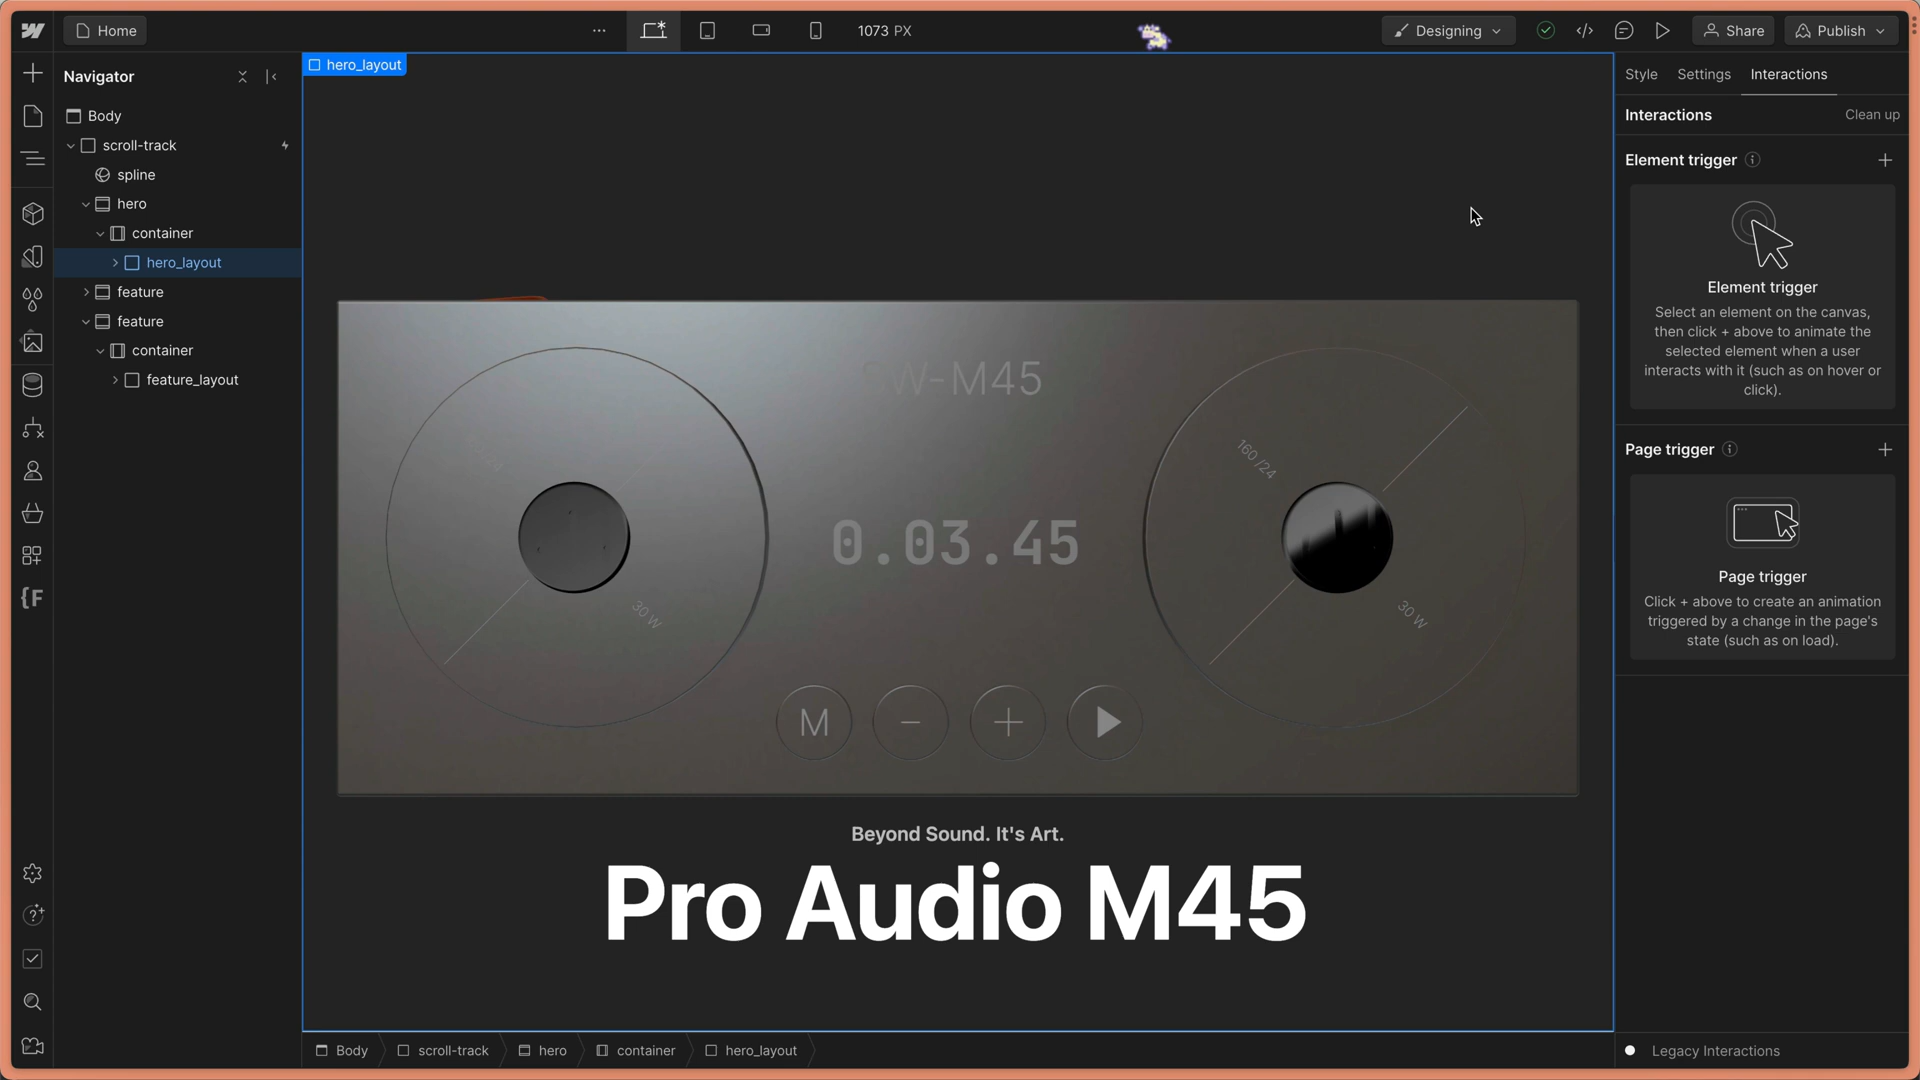 Home
1073 PX
Designing
Share
Publish
Navigator
Body
scroll-track
spline
hero
container
hero_layout
feature
feature
container
feature_layout
hero_layout
W-M45
160 /24
0.03.45
30 W
30 W
M
Beyond Sound. It's Art.
Pro Audio M45
Style
Settings
Interactions
Interactions
Clean up
Element trigger
Element trigger
Select an element on the canvas,
then click + above to animate the
selected element when a user
interacts with it (such as on hover or
click).
Page trigger
Page trigger
Click + above to create an animation
triggered by a change in the page's
state (such as on load).
Body
scroll-track
hero
container
hero_layout
Legacy Interactions